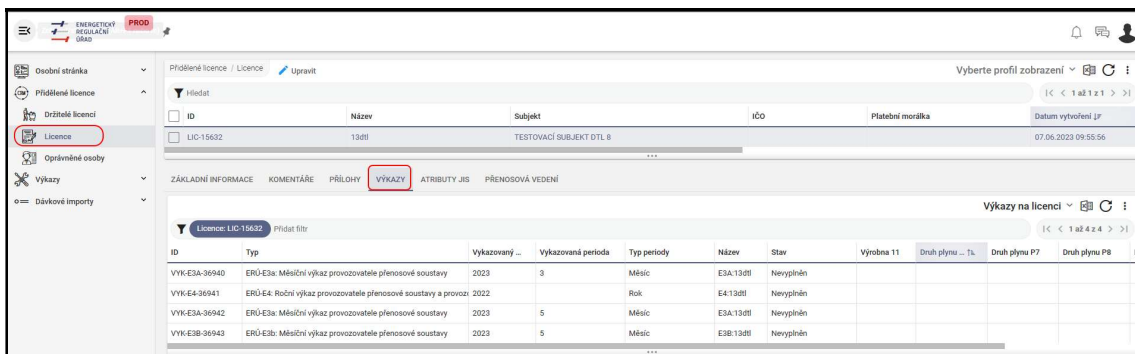 ENERGETICKÝ
REGULAČNÍ
ÚŘAD
PROD
Osobní stránka
Přidělené licence
Držitelé licencí
Licence
Oprávněné osoby
Výkazy
Dávkové importy
Přidělené licence / Licence Upravit Vyberte profil zobrazení
Hledat 1 až 1 z 1
ID Název Subjekt IČO Platební morálka Datum vytvoření
LIC-15632 13dtl TESTOVACÍ SUBJEKT DTL 8 07.06.2023 09:55:56
ZÁKLADNÍ INFORMACE KOMENTÁŘE PŘÍLOHY VÝKAZY ATRIBUTY JIS PŘENOSOVÁ VEDENÍ
Výkazy na licenci
Licence: LIC-15632 Přidat filtr 1 až 4 z 4
ID Typ Vykazovaný ... Vykazovaná perioda Typ periody Název Stav Výrobna 11 Druh plynu ... Druh plynu P7 Druh plynu P8
VYK-E3A-36940 ERÚ-E3a: Měsíční výkaz provozovatele přenosové soustavy 2023 3 Měsíc E3A:13dtl Nevyplněn
VYK-E4-36941 ERÚ-E4: Roční výkaz provozovatele přenosové soustavy a provozo 2022 Rok E4:13dtl Nevyplněn
VYK-E3A-36942 ERÚ-E3a: Měsíční výkaz provozovatele přenosové soustavy 2023 5 Měsíc E3A:13dtl Nevyplněn
VYK-E3B-36943 ERÚ-E3b: Měsíční výkaz provozovatele přenosové soustavy 2023 5 Měsíc E3B:13dtl Nevyplněn